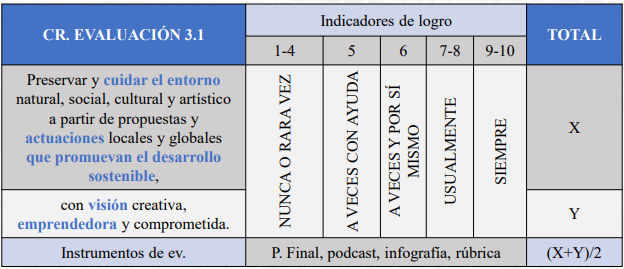 CR. EVALUACIÓN 3.1
Indicadores de logro
TOTAL
1-4
5
6
7-8
9-10
Preservar y cuidar el entorno
natural, social, cultural y artístico
a partir de propuestas y
actuaciones locales y globales
que promuevan el desarrollo
sostenible,
NUNCA O RARA VEZ
A VECES CON AYUDA
A VECES Y POR SÍ
MISMO
USUALMENTE
SIEMPRE
X
con visión creativa,
emprendedora y comprometida.
Y
Instrumentos de ev.
P. Final, podcast, infografía, rúbrica
(X+Y)/2